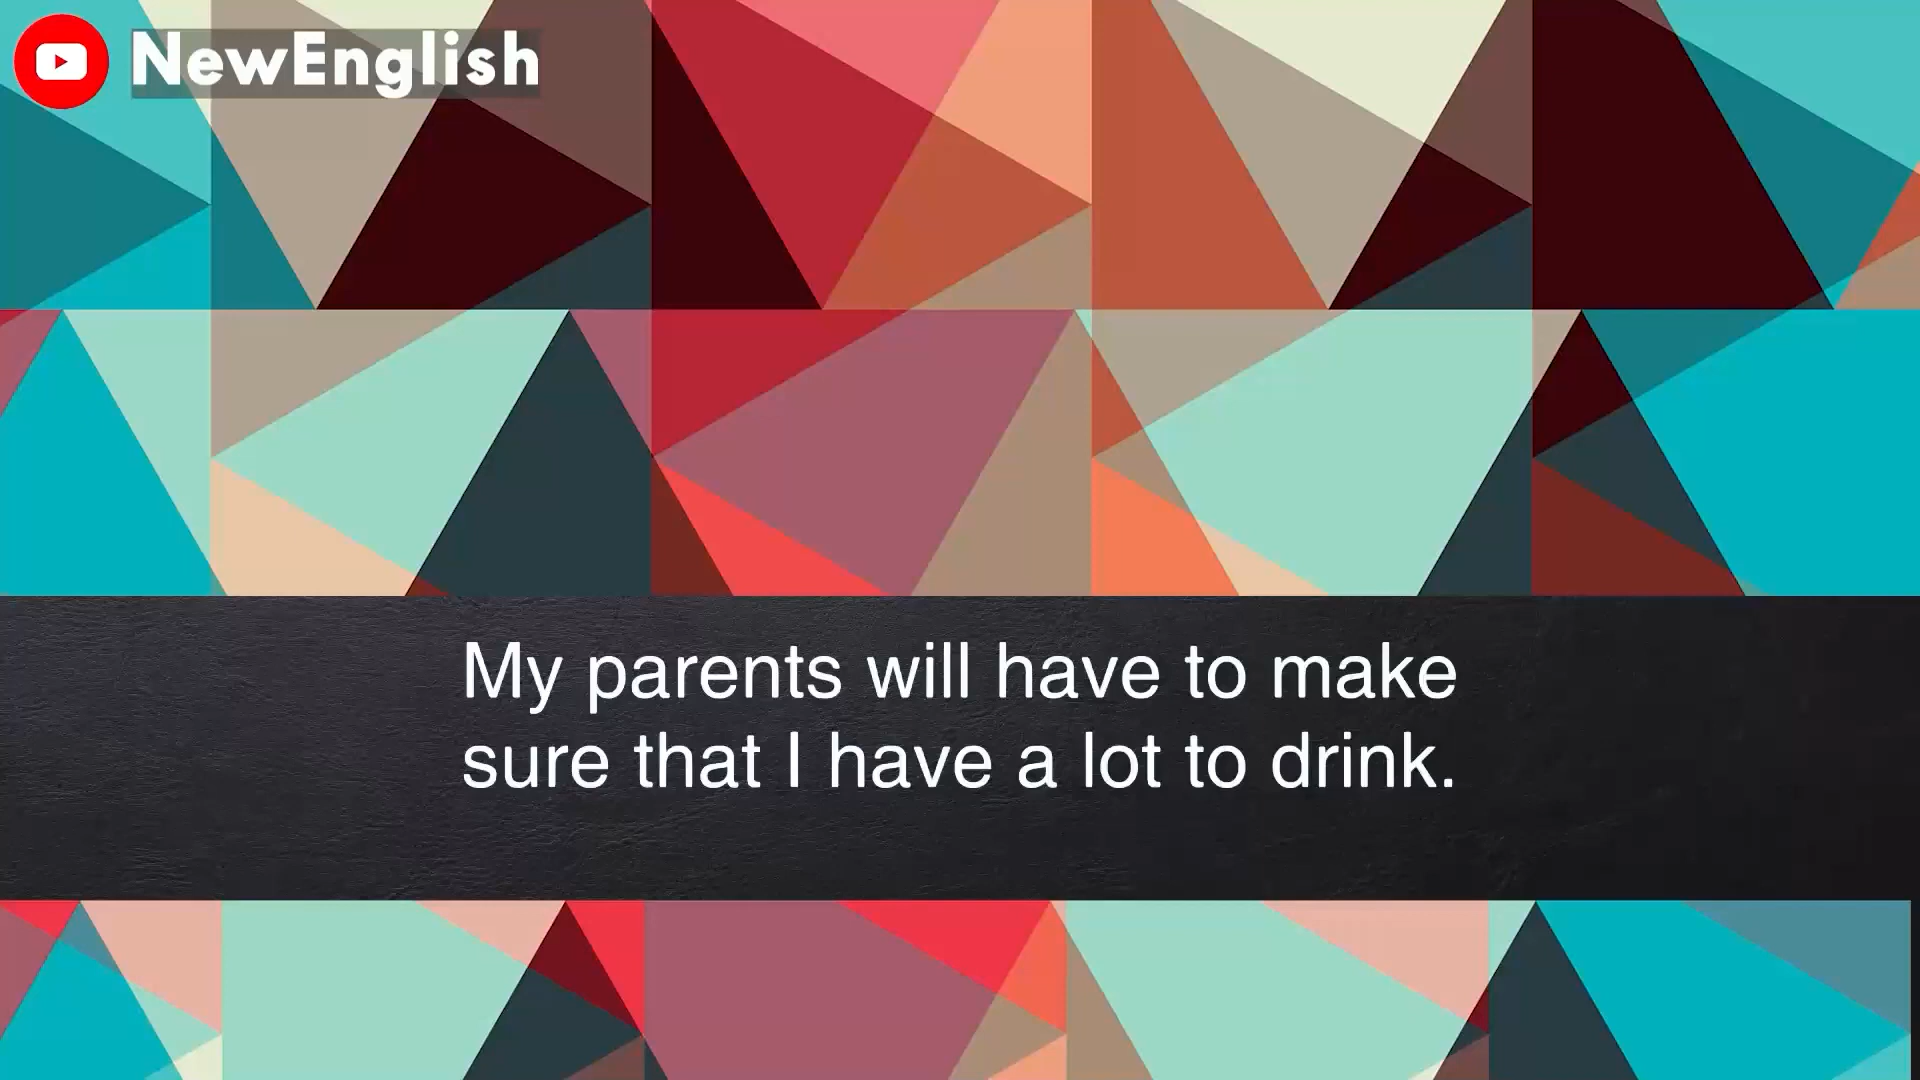 NewEnglish
My parents will have to make
sure that I have a lot to drink.